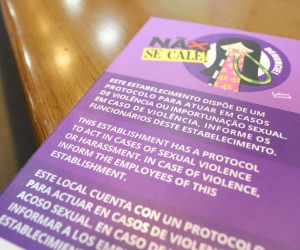 NÃO
SE CALE!
ESTE ESTABELECIMENTO DISPÕE DE UM
PROTOCOLO PARA ATUAR EM CASOS
DE VIOLÊNCIA OU IMPORTUNAÇÃO SEXUAL.
EM CASO DE VIOLÊNCIA, INFORME OS
FUNCIONÁRIOS DESTE ESTABELECIMENTO.
THIS ESTABLISHMENT HAS A PROTOCOL
TO ACT IN CASES OF SEXUAL VIOLENCE
OR HARASSMENT. IN CASE OF VIOLENCE,
INFORM THE EMPLOYEES OF THIS
ESTABLISHMENT.
ESTE LOCAL CUENTA CON UN PROTOCOLO
PARA ACTUAR EN CASOS DE VIOLENCIA
ACOSO SEXUAL. EN CASO DE
INFORMAR A LOS EMPLEADOS
ESTABLECIMIENTO